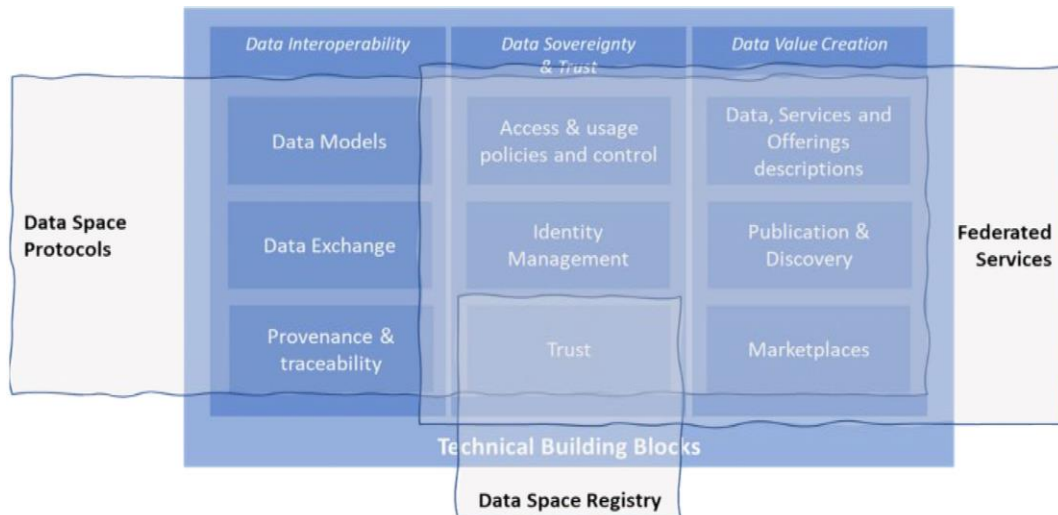 Data Interoperability
Data Sovereignty
& Trust
Data Value Creation
Data Models
Access & usage
policies and control
Data, Services and
Offerings
descriptions
Data Space
Protocols
Data Exchange
Identity
Management
Publication &
Discovery
Federated
Services
Provenance &
traceability
Trust
Marketplaces
Technical Building Blocks
Data Space Registry